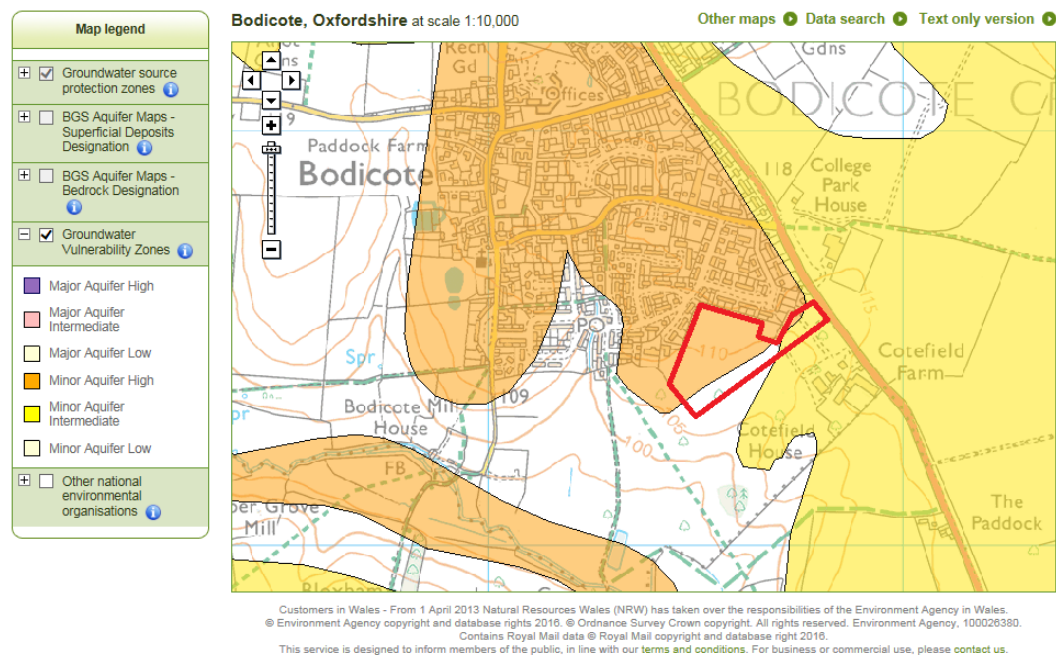 Map legend
Groundwater source
protection zones
BGS Aquifer Maps -
Superficial Deposits
Designation
BGS Aquifer Maps -
Bedrock Designation
Groundwater
Vulnerability Zones
Major Aquifer High
Major Aquifer
Intermediate
Major Aquifer Low
Minor Aquifer High
Minor Aquifer
Intermediate
Minor Aquifer Low
Other national
environmental
organisations
Bodicote, Oxfordshire at scale 1:10,000
Other maps Data search Text only version
Recn
Gd
Gdns
Offices
BODICOTE
Paddock Farm
Bodicote
118
College
Park
House
115
PO
110
Spr
Cotefield
Farm
Bodicote Mill
House
109
105
100
Cotefield
House
FB
Grove
Mill
The
Paddock
Bloxham
Customers in Wales - From 1 April 2013 Natural Resources Wales (NRW) has taken over the responsibilities of the Environment Agency in Wales.
© Environment Agency copyright and database rights 2016. © Ordnance Survey Crown copyright. All rights reserved. Environment Agency, 100026380.
Contains Royal Mail data © Royal Mail copyright and database right 2016.
This service is designed to inform members of the public, in line with our terms and conditions. For business or commercial use, please contact us.